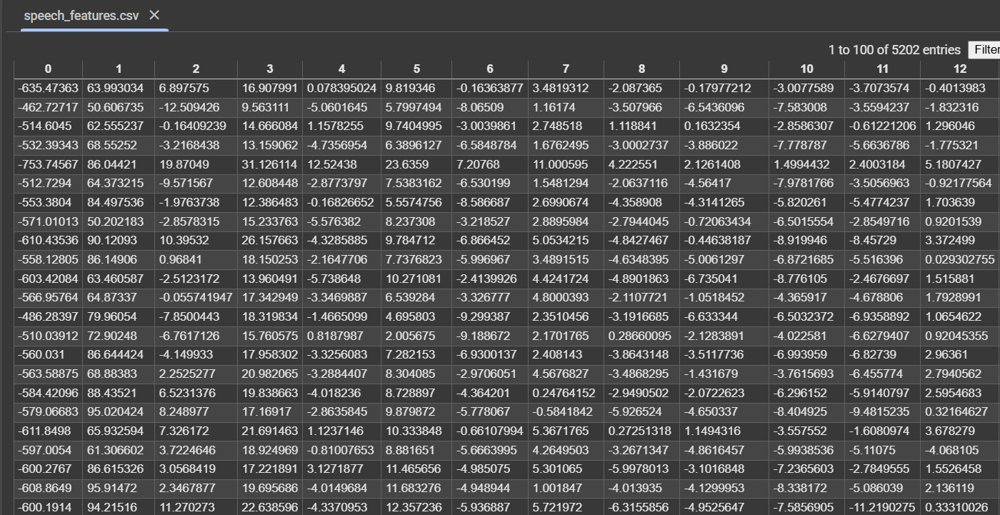 speech_features.csv ×
1 to 100 of 5202 entries Filter
0 1 2 3 4 5 6 7 8 9 10 11 12
-635.47363 63.993034 6.897575 16.907991 0.078395024 9.819346 -0.16363877 3.4819312 -2.087365 -0.17977212 -3.0077589 -3.7073574 -0.4013983
-462.72717 50.606735 -12.509426 9.563111 -5.0601645 5.7997494 -8.06509 1.16174 -3.507966 -6.5436096 -7.583008 -3.5594237 -1.832316
-514.6045 62.555237 -0.16409239 14.666084 1.1578255 9.7404995 -3.0039861 2.748518 1.118841 0.1632354 -2.8586307 -0.61221206 1.296046
-532.39343 68.55252 -3.2168438 13.159062 -4.7356954 6.3896127 -6.5848784 1.6762495 -3.0002737 -3.886022 -7.778787 -5.6636786 -1.775321
-753.74567 86.04421 19.87049 31.126114 12.52438 23.6359 7.20768 11.000595 4.222551 2.1261408 1.4994432 2.4003184 5.1807427
-512.7294 64.373215 -9.571567 12.608448 -2.8773797 7.5383162 -6.530199 1.5481294 -2.0637116 -4.56417 -7.9781766 -3.5056963 -0.92177564
-553.3804 84.497536 -1.9763738 12.386483 -0.16826652 5.5574756 -8.586687 2.6990674 -4.358908 -4.3141265 -5.820261 -5.4774237 1.703639
-571.01013 50.202183 -2.8578315 15.233763 -5.576382 8.237308 -3.218527 2.8895984 -2.7944045 -0.72063434 -6.5015554 -2.8549716 0.9201539
-610.43536 90.12093 10.39532 26.157663 -4.3285885 9.784712 -6.866452 5.0534215 -4.8427467 -0.44638187 -8.919946 -8.45729 3.372499
-558.12805 86.14906 0.96841 18.150253 -2.1647706 7.7376823 -5.996967 3.4891515 -4.6348395 -5.0061297 -6.8721685 -5.516396 0.029302755
-603.42084 63.460587 -2.5123172 13.960491 -5.738648 10.271081 -2.4139926 4.4241724 -4.8901863 -6.735041 -8.776105 -2.4676697 1.515881
-566.95764 64.87337 -0.055741947 17.342949 -3.3469887 6.539284 -3.326777 4.8000393 -2.1107721 -1.0518452 -4.365917 -4.678806 1.7928991
-486.28397 79.96054 -7.8500443 18.319834 -1.4665099 4.695803 -9.299387 2.3510456 -3.1916685 -6.633344 -6.5032372 -6.9358892 1.0654622
-510.03912 72.90248 -6.7617126 15.760575 0.8187987 2.005675 -9.188672 2.1701765 0.28660095 -2.1283891 -4.022581 -6.6279407 0.92045355
-560.031 86.644424 -4.149933 17.958302 -3.3256083 7.282153 -6.9300137 2.408143 -3.8643148 -3.5117736 -6.993959 -6.82739 2.96361
-563.58875 68.88383 2.2525277 20.982065 -3.2884407 8.304085 -2.9706051 4.5676827 -3.4868295 -1.431679 -3.7615693 -6.455774 2.7940562
-584.42096 88.43521 6.5231376 19.838663 -4.018236 8.728897 -4.364201 0.24764152 -2.9490502 -2.0722623 -6.296152 -5.9140797 2.5954683
-579.06683 95.020424 8.248977 17.16917 -2.8635845 9.879872 -5.778067 -0.5841842 -5.926524 -4.650337 -8.404925 -9.4815235 0.32164627
-611.8498 65.932594 7.326172 21.691463 1.1237146 10.333848 -0.66107994 5.3671765 0.27251318 1.1494316 -3.557552 -1.6080974 3.678279
-597.0054 61.306602 3.7224646 18.924969 -0.81007653 8.881651 -5.6663995 4.2649503 -3.2671347 -4.8616457 -5.9938536 -5.11075 -4.068105
-600.2767 86.615326 3.0568419 17.221891 3.1271877 11.465656 -4.985075 5.301065 -5.9978013 -3.1016848 -7.2365603 -2.7849555 1.5526458
-608.8649 95.91472 2.3467877 19.695686 -4.0149684 11.683276 -4.948944 1.001847 -4.013935 -4.1299953 -8.338172 -5.086039 2.136119
-600.1914 94.21516 11.270273 22.638596 -4.3370953 12.357236 -5.936887 5.721972 -6.3155856 -4.9525647 -7.5856905 -11.2190275 0.33310026